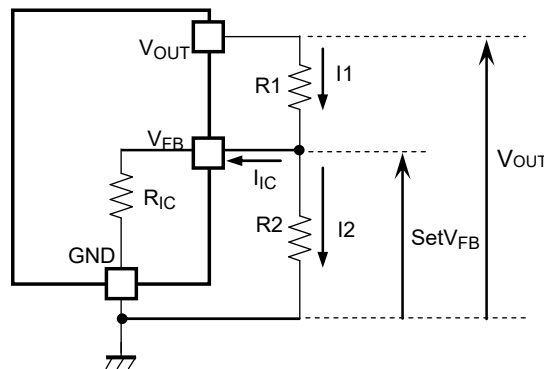 VOUT
R1
I1
VFB
IIC
VOUT
RIC
R2
I2
SetVFB
GND